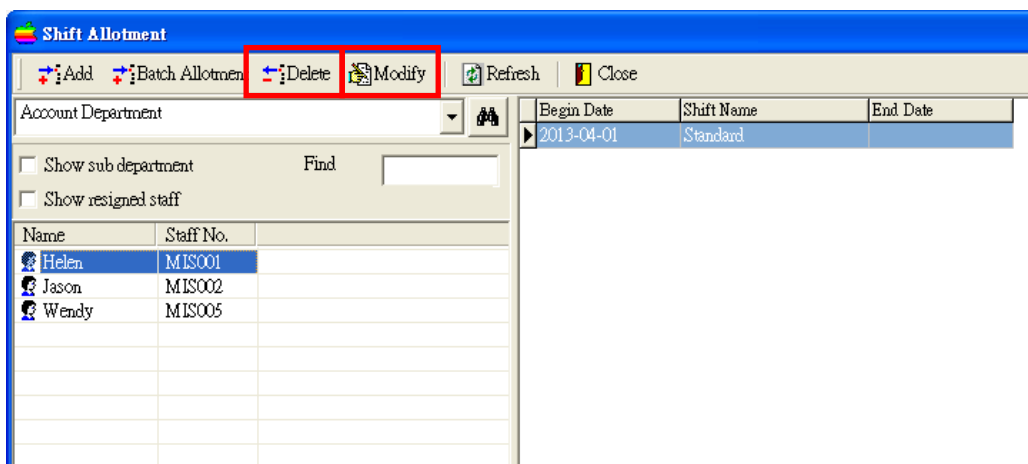 Shift Allotment
Add Batch Allotmen Delete Modify Refresh Close
Account Department
Show sub department Find
Show resigned staff
Name Staff No.
Helen MIS001
Jason MIS002
Wendy MIS005
Begin Date Shift Name End Date
2013-04-01 Standard